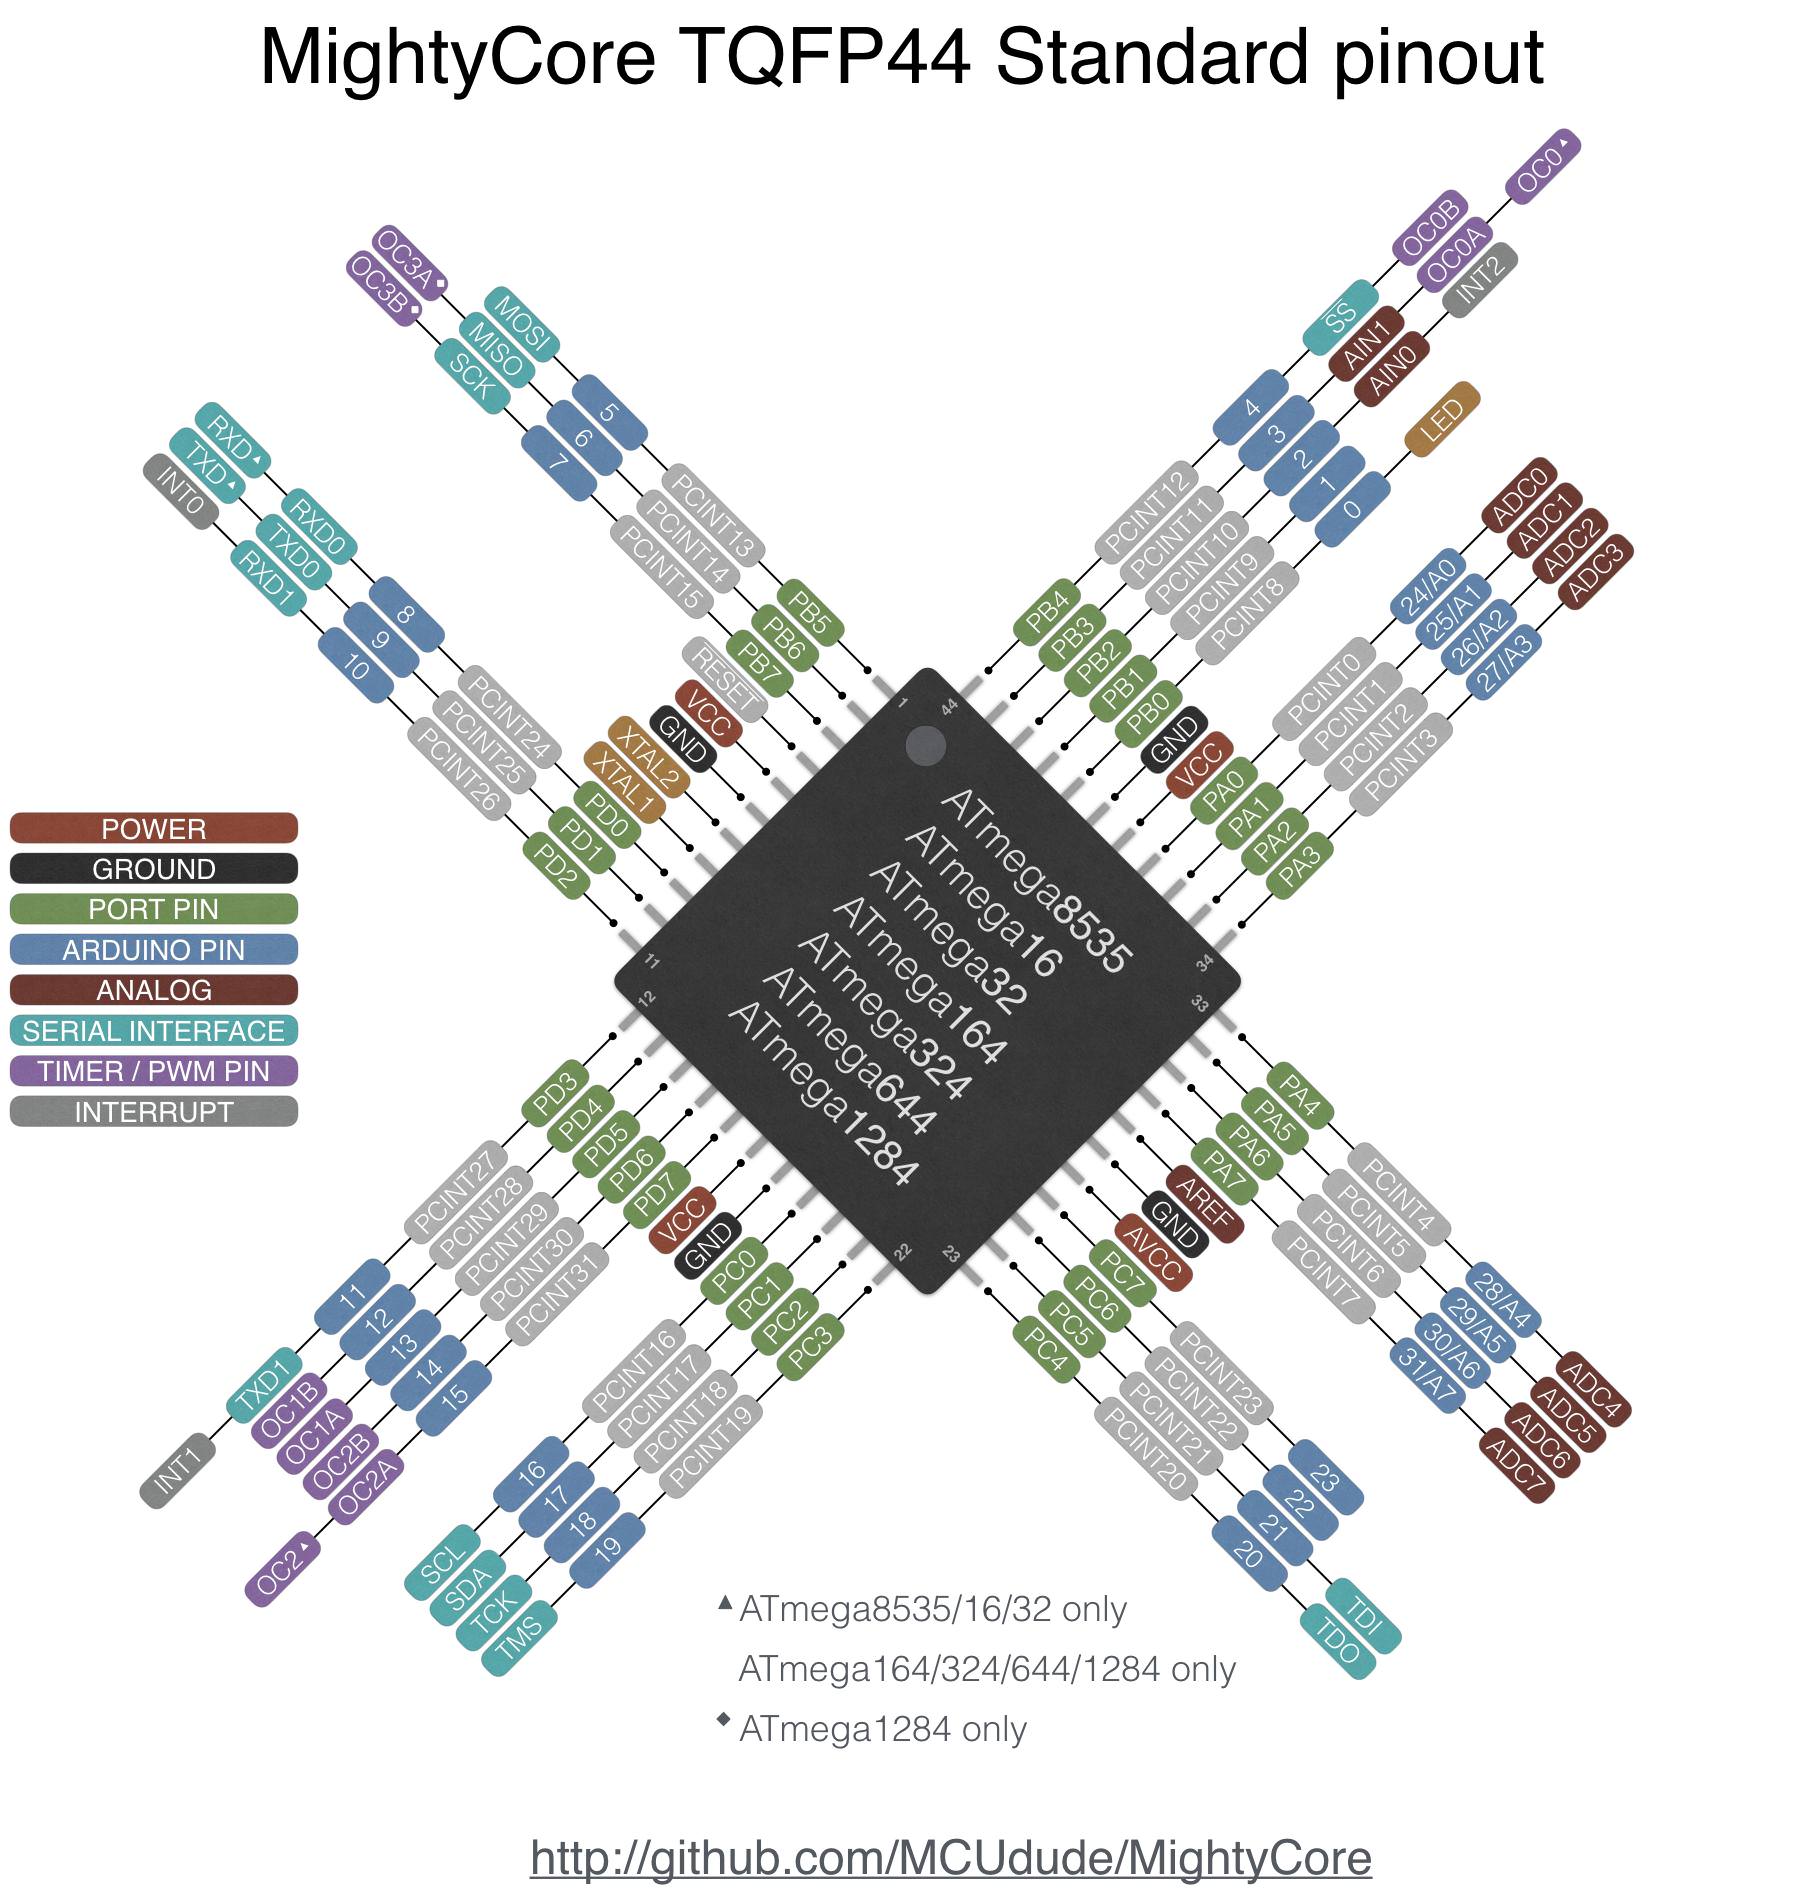 MightyCore TQFP44 Standard pinout
OC3A MISO 6 PCINT14 PB6
OC3B SCK 7 PCINT15 PB7
MOSI 5 PCINT13 PB5
RESET
VCC
GND
XTAL2
XTAL1
RXD▲ RXD0 8 PCINT24 PD0
TXD▲ TXD0 9 PCINT25 PD1
INT0 RXD1 10 PCINT26 PD2
PB4 PCINT12 4 SS OC0B
PB3 PCINT11 3 AIN1 OC0A OC0▲
PB2 PCINT10 2 AIN0 INT2
PB1 PCINT9 1
PB0 PCINT8 0 LED
GND
VCC
PA0 PCINT0 24/A0 ADC0
PA1 PCINT1 25/A1 ADC1
PA2 PCINT2 26/A2 ADC2
PA3 PCINT3 27/A3 ADC3
1
44
11
12
34
33
22
23
ATmega8535
ATmega16
ATmega32
ATmega164
ATmega324
ATmega644
ATmega1284
POWER
GROUND
PORT PIN
ARDUINO PIN
ANALOG
SERIAL INTERFACE
TIMER / PWM PIN
INTERRUPT
PD3 PCINT27 11 TXD1 INT1
PD4 PCINT28 12 OC1B
PD5 PCINT29 13 OC1A
PD6 PCINT30 14 OC2B
PD7 PCINT31 15 OC2A OC2▲
VCC
GND
PC0 PCINT16 16 SCL
PC1 PCINT17 17 SDA
PC2 PCINT18 18 TCK
PC3 PCINT19 19 TMS
PA4 PCINT4 28/A4 ADC4
PA5 PCINT5 29/A5 ADC5
PA6 PCINT6 30/A6 ADC6
PA7 PCINT7 31/A7 ADC7
AREF
GND
AVCC
PC7 PCINT23 23
PC6 PCINT22 22
PC5 PCINT21 21 TDI
PC4 PCINT20 20 TDO
▲ ATmega8535/16/32 only
ATmega164/324/644/1284 only
◆ ATmega1284 only
http://github.com/MCUdude/MightyCore